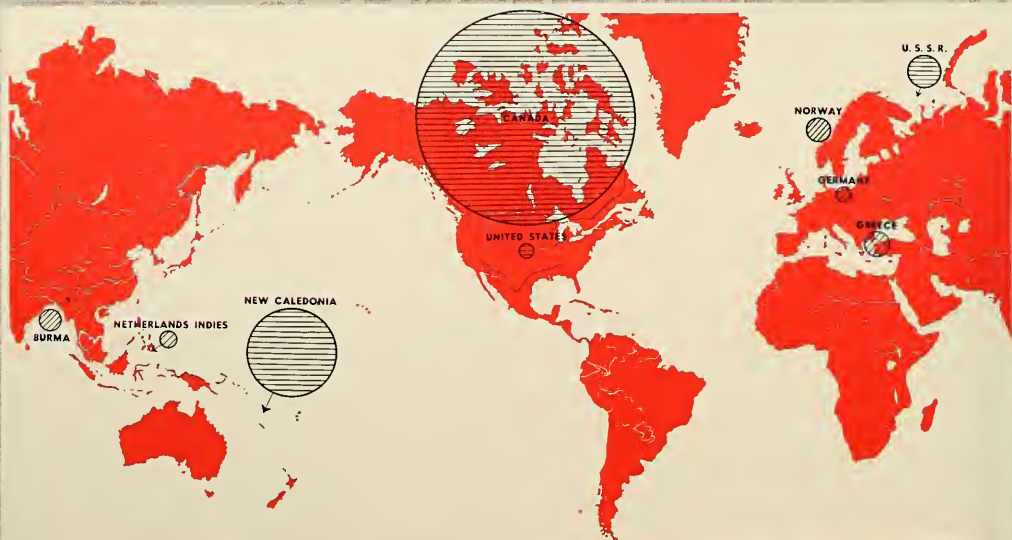 U. S. S. R.
NORWAY
CANADA
GERMANY
GREECE
UNITED STATES
NEW CALEDONIA
NETHERLANDS INDIES
BURMA